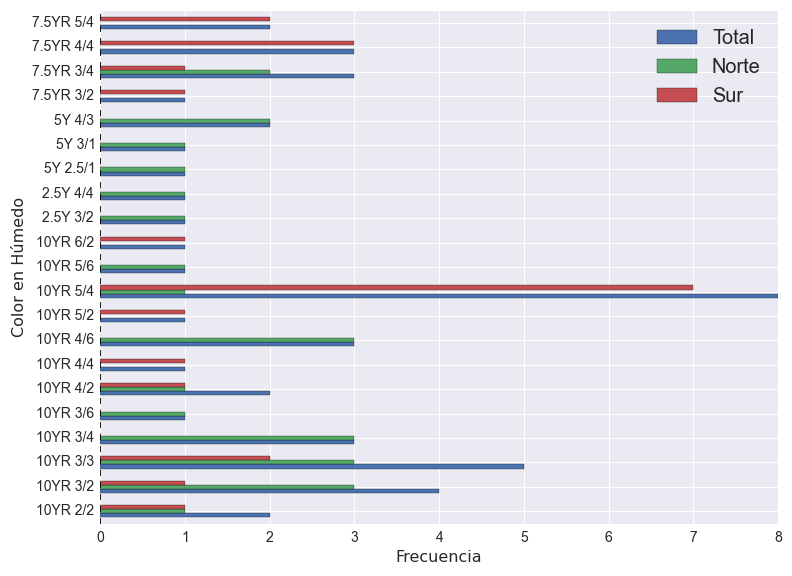 7.5YR 5/4
7.5YR 4/4
7.5YR 3/4
7.5YR 3/2
5Y 4/3
5Y 3/1
5Y 2.5/1
2.5Y 4/4
2.5Y 3/2
10YR 6/2
10YR 5/6
10YR 5/4
10YR 5/2
10YR 4/6
10YR 4/4
10YR 4/2
10YR 3/6
10YR 3/4
10YR 3/3
10YR 3/2
10YR 2/2
Color en Húmedo
Total
Norte
Sur
0 1 2 3 4 5 6 7 8
Frecuencia